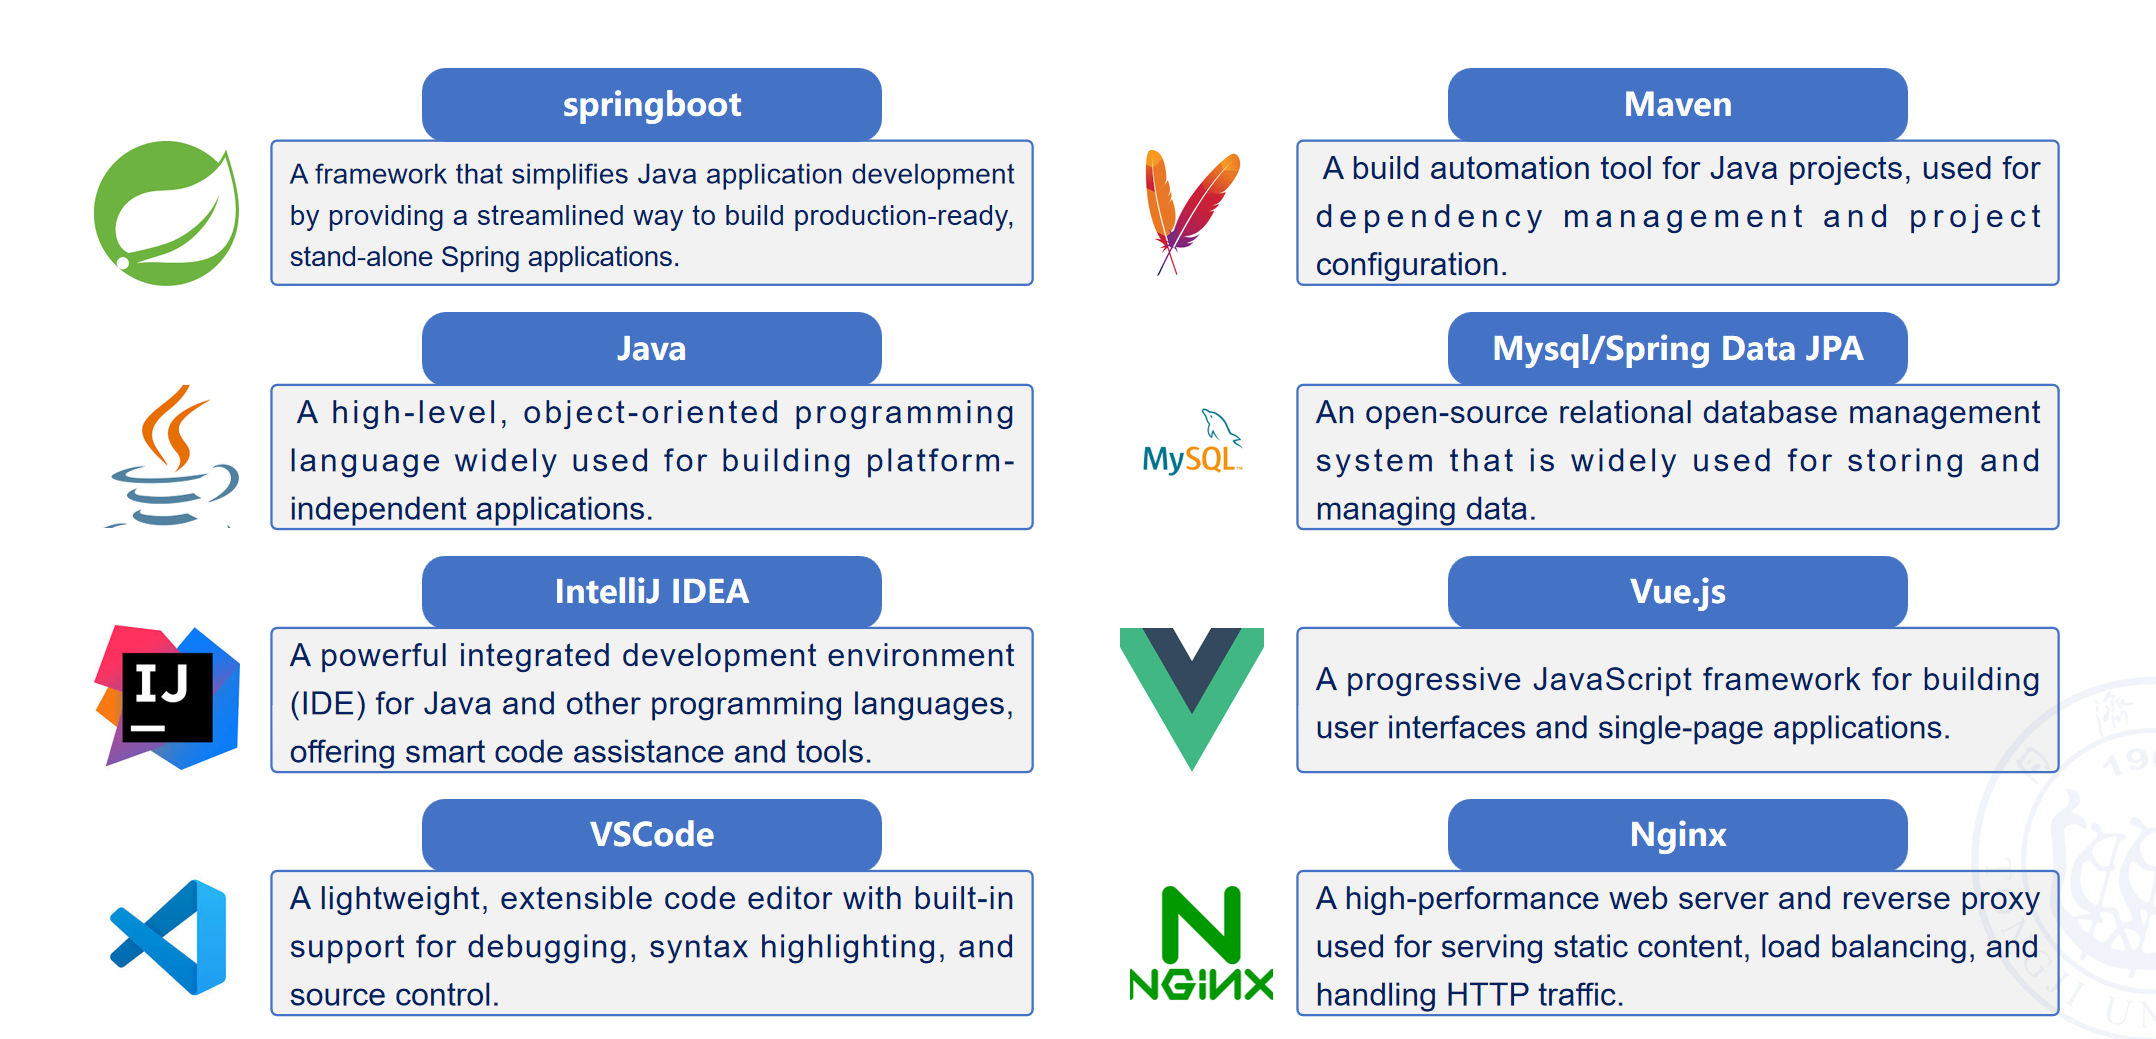 springboot
A framework that simplifies Java application development
by providing a streamlined way to build production-ready,
stand-alone Spring applications.
Maven
A build automation tool for Java projects, used for
dependency management and project
configuration.
Java
A high-level, object-oriented programming
language widely used for building platform-
independent applications.
Mysql/Spring Data JPA
MySQL™
An open-source relational database management
system that is widely used for storing and
managing data.
IntelliJ IDEA
IJ
A powerful integrated development environment
(IDE) for Java and other programming languages,
offering smart code assistance and tools.
Vue.js
A progressive JavaScript framework for building
user interfaces and single-page applications.
VSCode
A lightweight, extensible code editor with built-in
support for debugging, syntax highlighting, and
source control.
Nginx
N
NGiNX
A high-performance web server and reverse proxy
used for serving static content, load balancing, and
handling HTTP traffic.